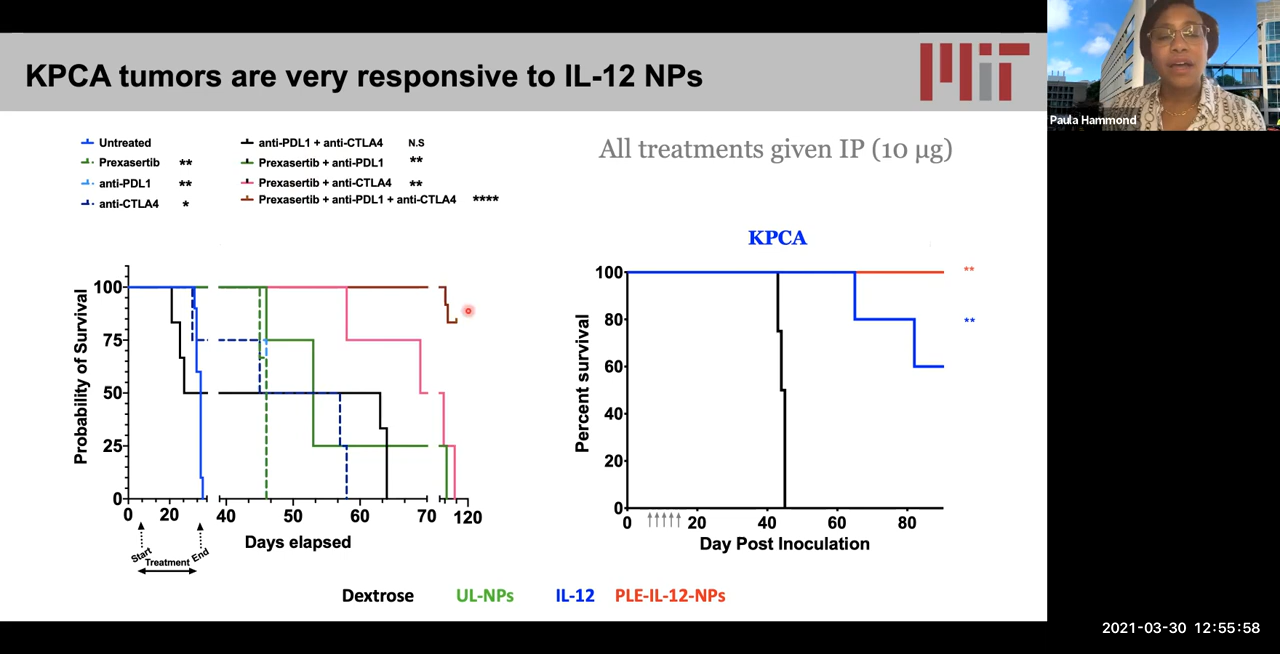 KPCA tumors are very responsive to IL-12 NPs
MIT
Paula Hammond
Untreated
Prexasertib **
anti-PDL1 **
anti-CTLA4 *
anti-PDL1 + anti-CTLA4 N.S
Prexasertib + anti-PDL1 **
Prexasertib + anti-CTLA4 **
Prexasertib + anti-PDL1 + anti-CTLA4 ****
All treatments given IP (10 µg)
Probability of Survival
100
75
50
25
0
0 20 40 50 60 70 120
Start
Treatment
End
Days elapsed
KPCA
Percent survival
100
80
60
40
20
0
**
**
0 20 40 60 80
Day Post Inoculation
Dextrose UL-NPs IL-12 PLE-IL-12-NPs
2021-03-30 12:55:58